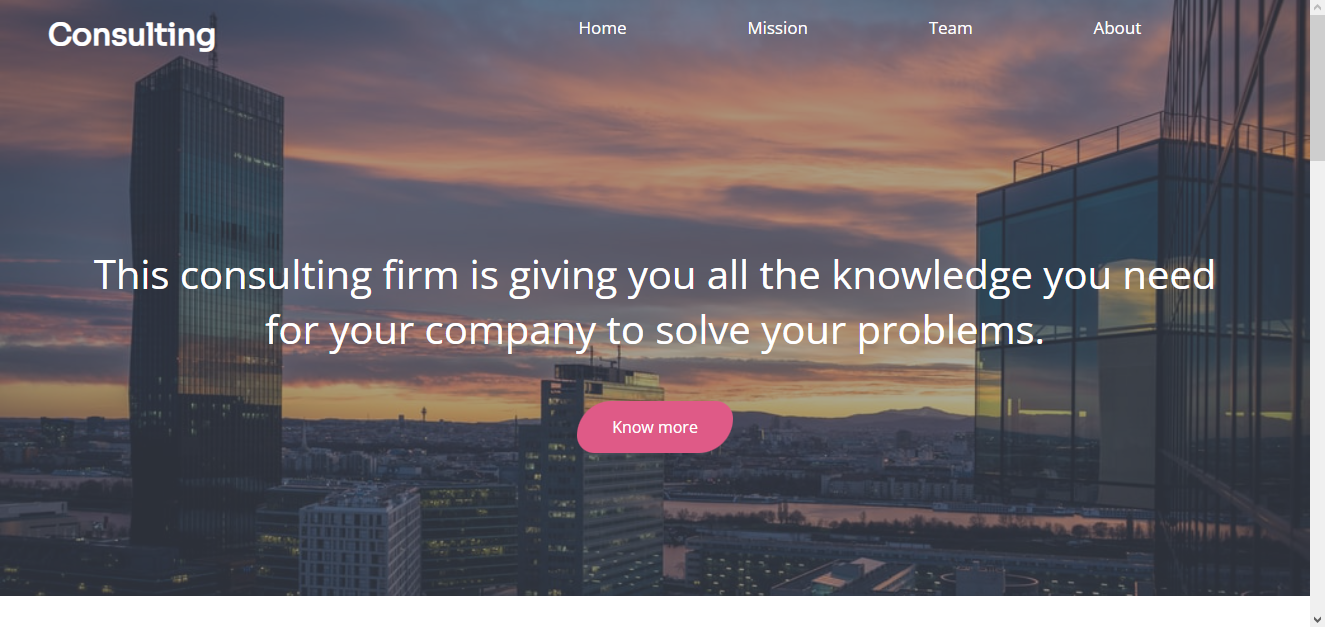 Consulting
Home
Mission
Team
About
This consulting firm is giving you all the knowledge you need
for your company to solve your problems.
Know more